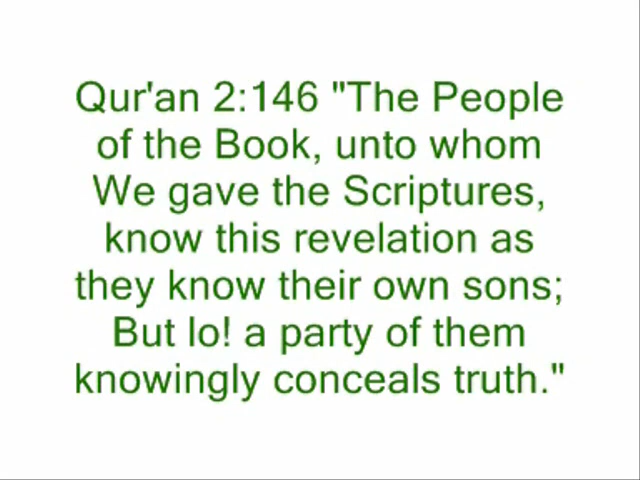 Qur'an 2:146 "The People
of the Book, unto whom
We gave the Scriptures,
know this revelation as
they know their own sons;
But lo! a party of them
knowingly conceals truth."